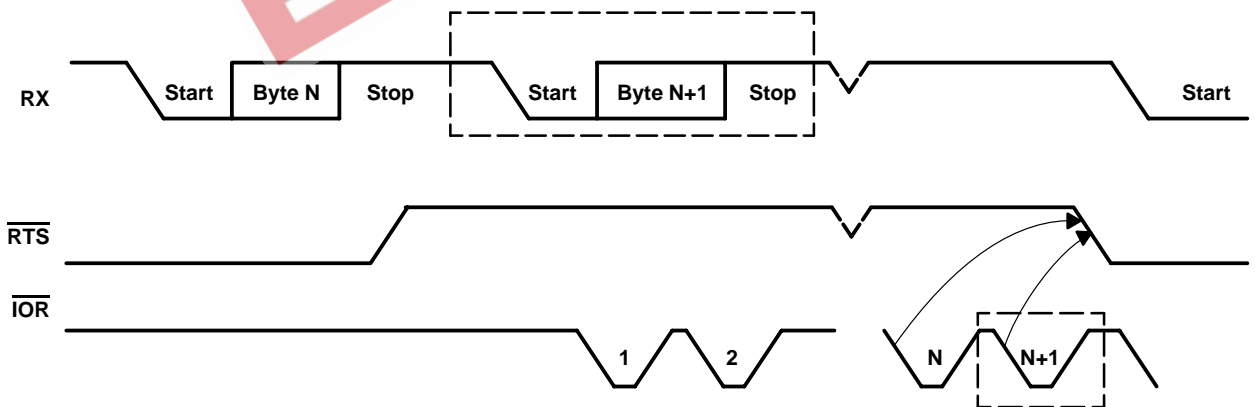 RX
Start
Byte N
Stop
Start
Byte N+1
Stop
Start
RTS
IOR
1
2
N
N+1